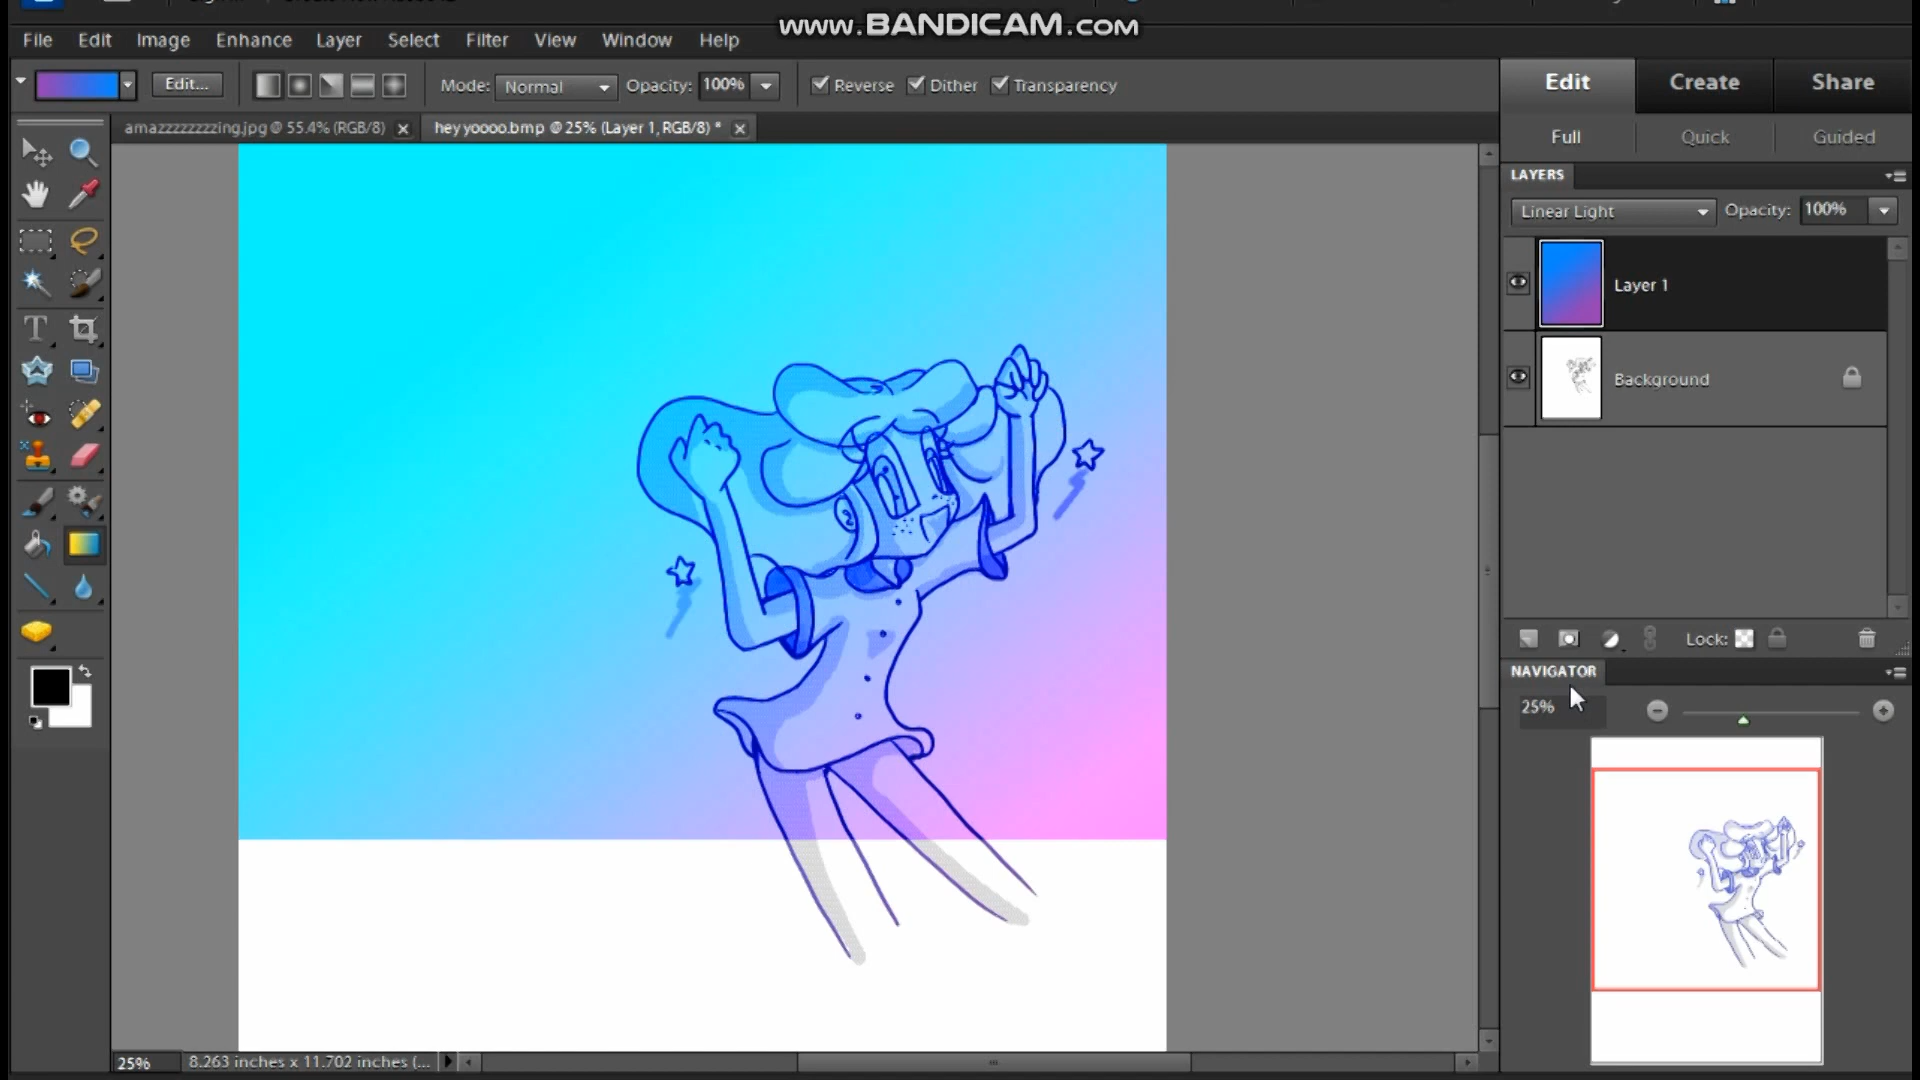 www.BANDICAM.com
File Edit Image Enhance Layer Select Filter View Window Help
Edit... Mode: Normal Opacity: 100% Reverse Dither Transparency
Edit Create Share
amazzzzzzzzing.jpg @ 55.4% (RGB/8) hey yoooo.bmp @ 25% (Layer 1, RGB/8) *
Full Quick Guided
LAYERS
Linear Light Opacity: 100%
Layer 1
Background
Lock:
NAVIGATOR
25%
25% 8.263 inches x 11.702 inches (...